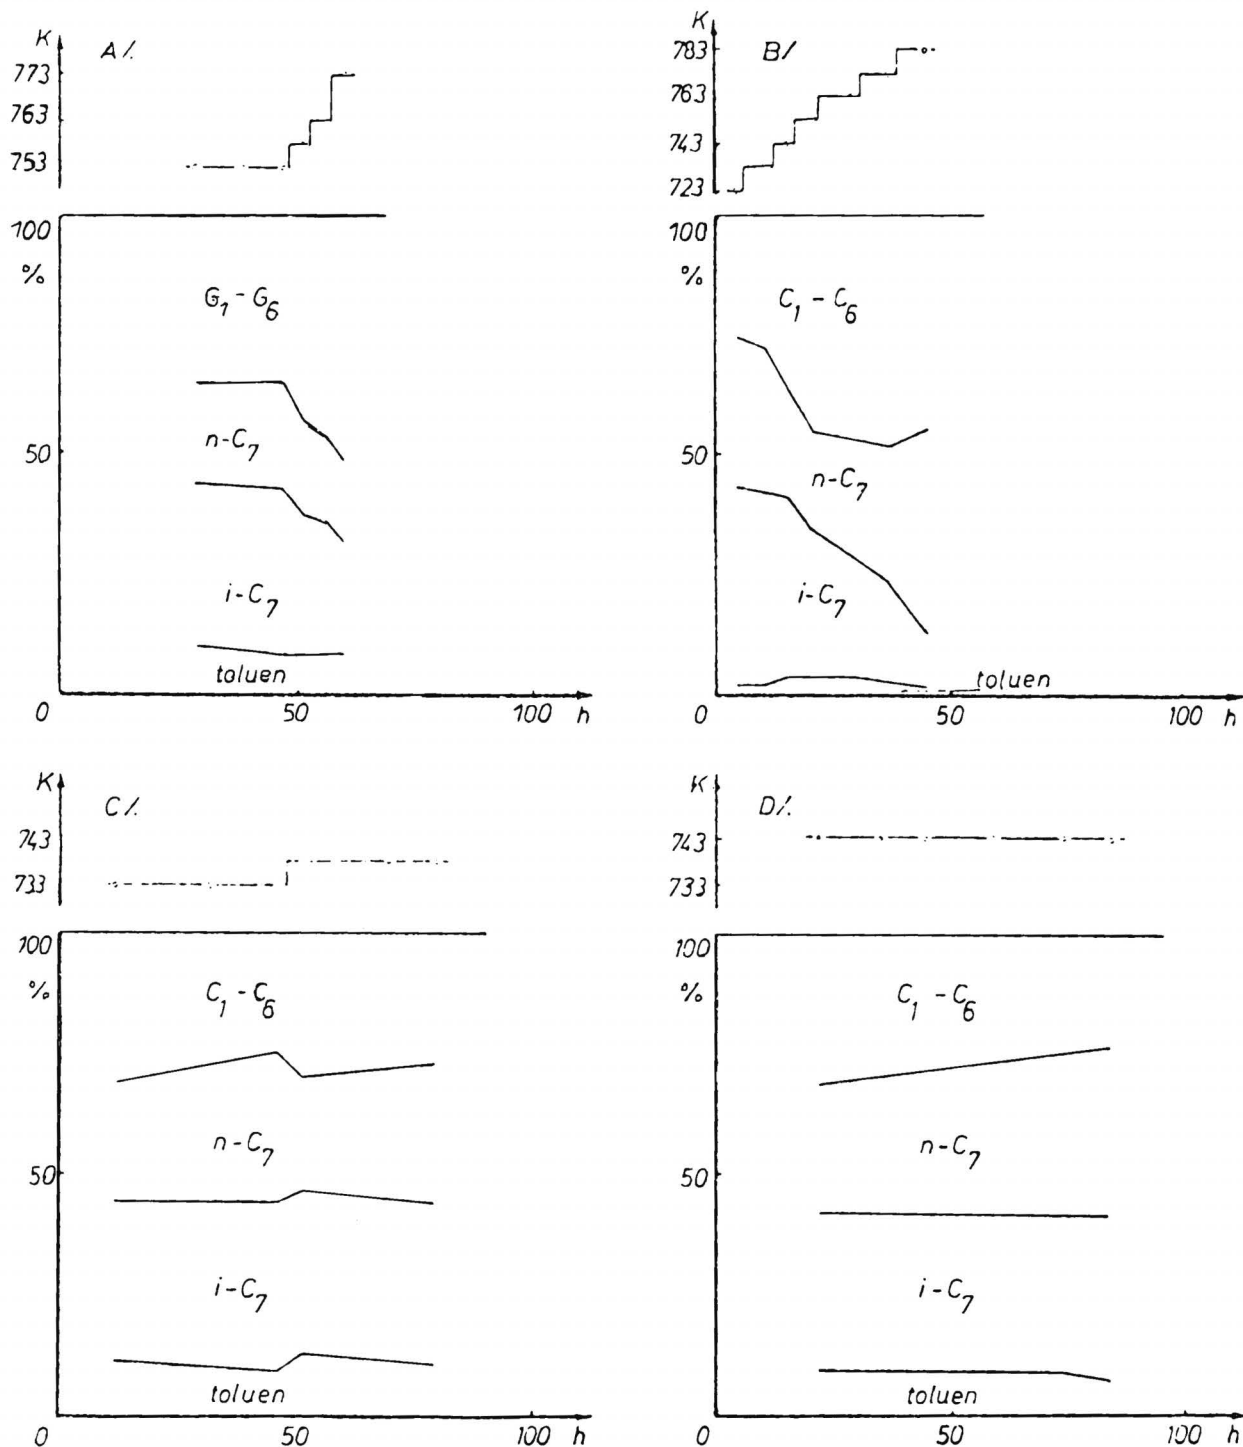 K
A/.
773
763
753
100
%
G₁-G₆
n-C₇
50
i-C₇
toluen
0
50
100
h
K
B/
783
763
743
723
100
%
C₁-C₆
50
n-C₇
i-C₇
toluen
0
50
100
h
K
C/.
743
733
100
%
C₁-C₆
n-C₇
50
i-C₇
toluen
0
50
100
h
K
D/.
743
733
100
%
C₁-C₆
n-C₇
50
i-C₇
toluen
0
50
100
h